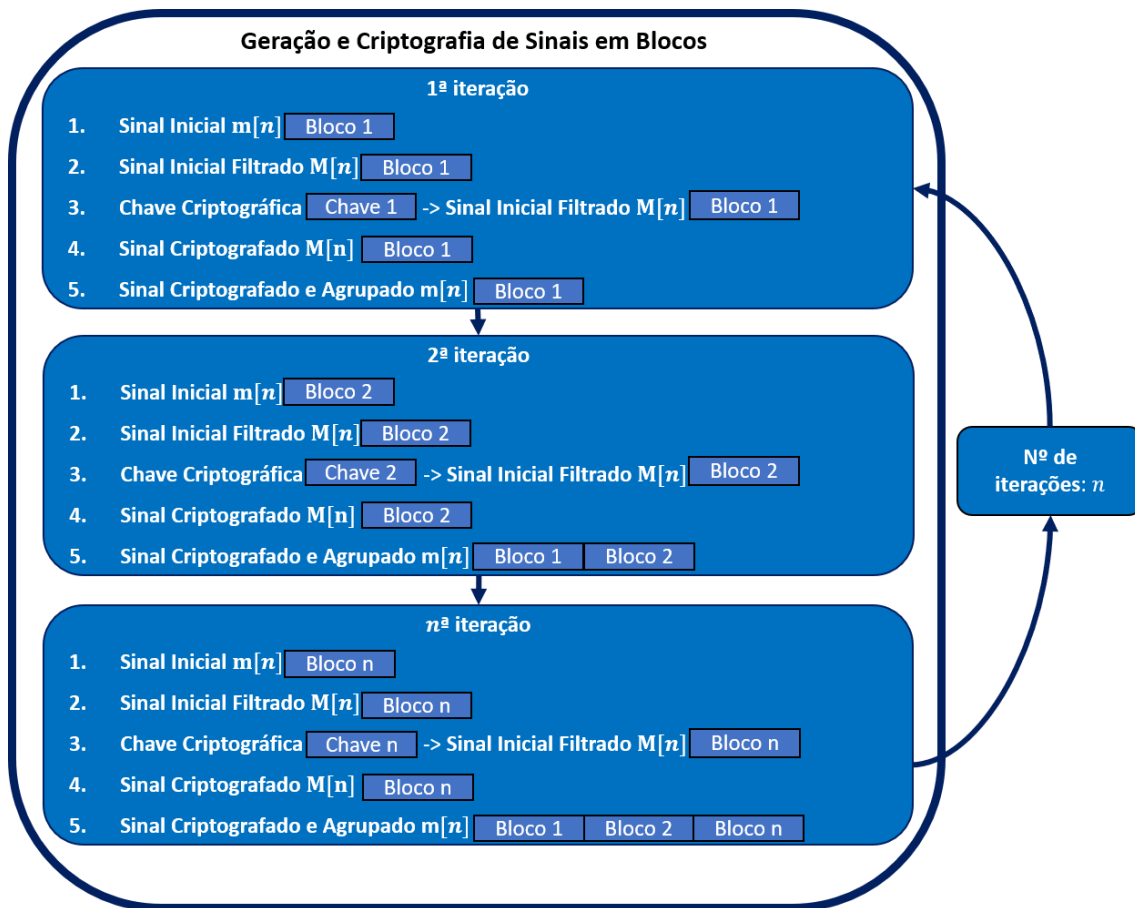 Geração e Criptografia de Sinais em Blocos
1ª iteração
1. Sinal Inicial m[n] Bloco 1
2. Sinal Inicial Filtrado M[n] Bloco 1
3. Chave Criptográfica Chave 1 -> Sinal Inicial Filtrado M[n] Bloco 1
4. Sinal Criptografado M[n] Bloco 1
5. Sinal Criptografado e Agrupado m[n] Bloco 1
2ª iteração
1. Sinal Inicial m[n] Bloco 2
2. Sinal Inicial Filtrado M[n] Bloco 2
3. Chave Criptográfica Chave 2 -> Sinal Inicial Filtrado M[n] Bloco 2
4. Sinal Criptografado M[n] Bloco 2
5. Sinal Criptografado e Agrupado m[n] Bloco 1 Bloco 2
nª iteração
1. Sinal Inicial m[n] Bloco n
2. Sinal Inicial Filtrado M[n] Bloco n
3. Chave Criptográfica Chave n -> Sinal Inicial Filtrado M[n] Bloco n
4. Sinal Criptografado M[n] Bloco n
5. Sinal Criptografado e Agrupado m[n] Bloco 1 Bloco 2 Bloco n
Nº de
iterações: n